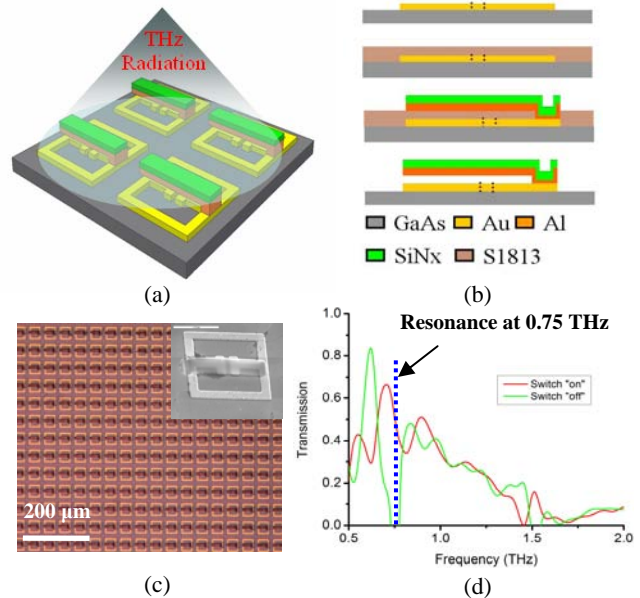 THz
Radiation
(a)
GaAs Au Al
SiNx S1813
(b)
200 μm
(c)
Resonance at 0.75 THz
Switch "on"
Switch "off"
1.0
0.8
0.6
0.4
0.2
0.0
Transmission
0.5 1.0 1.5 2.0
Frequency (THz)
(d)